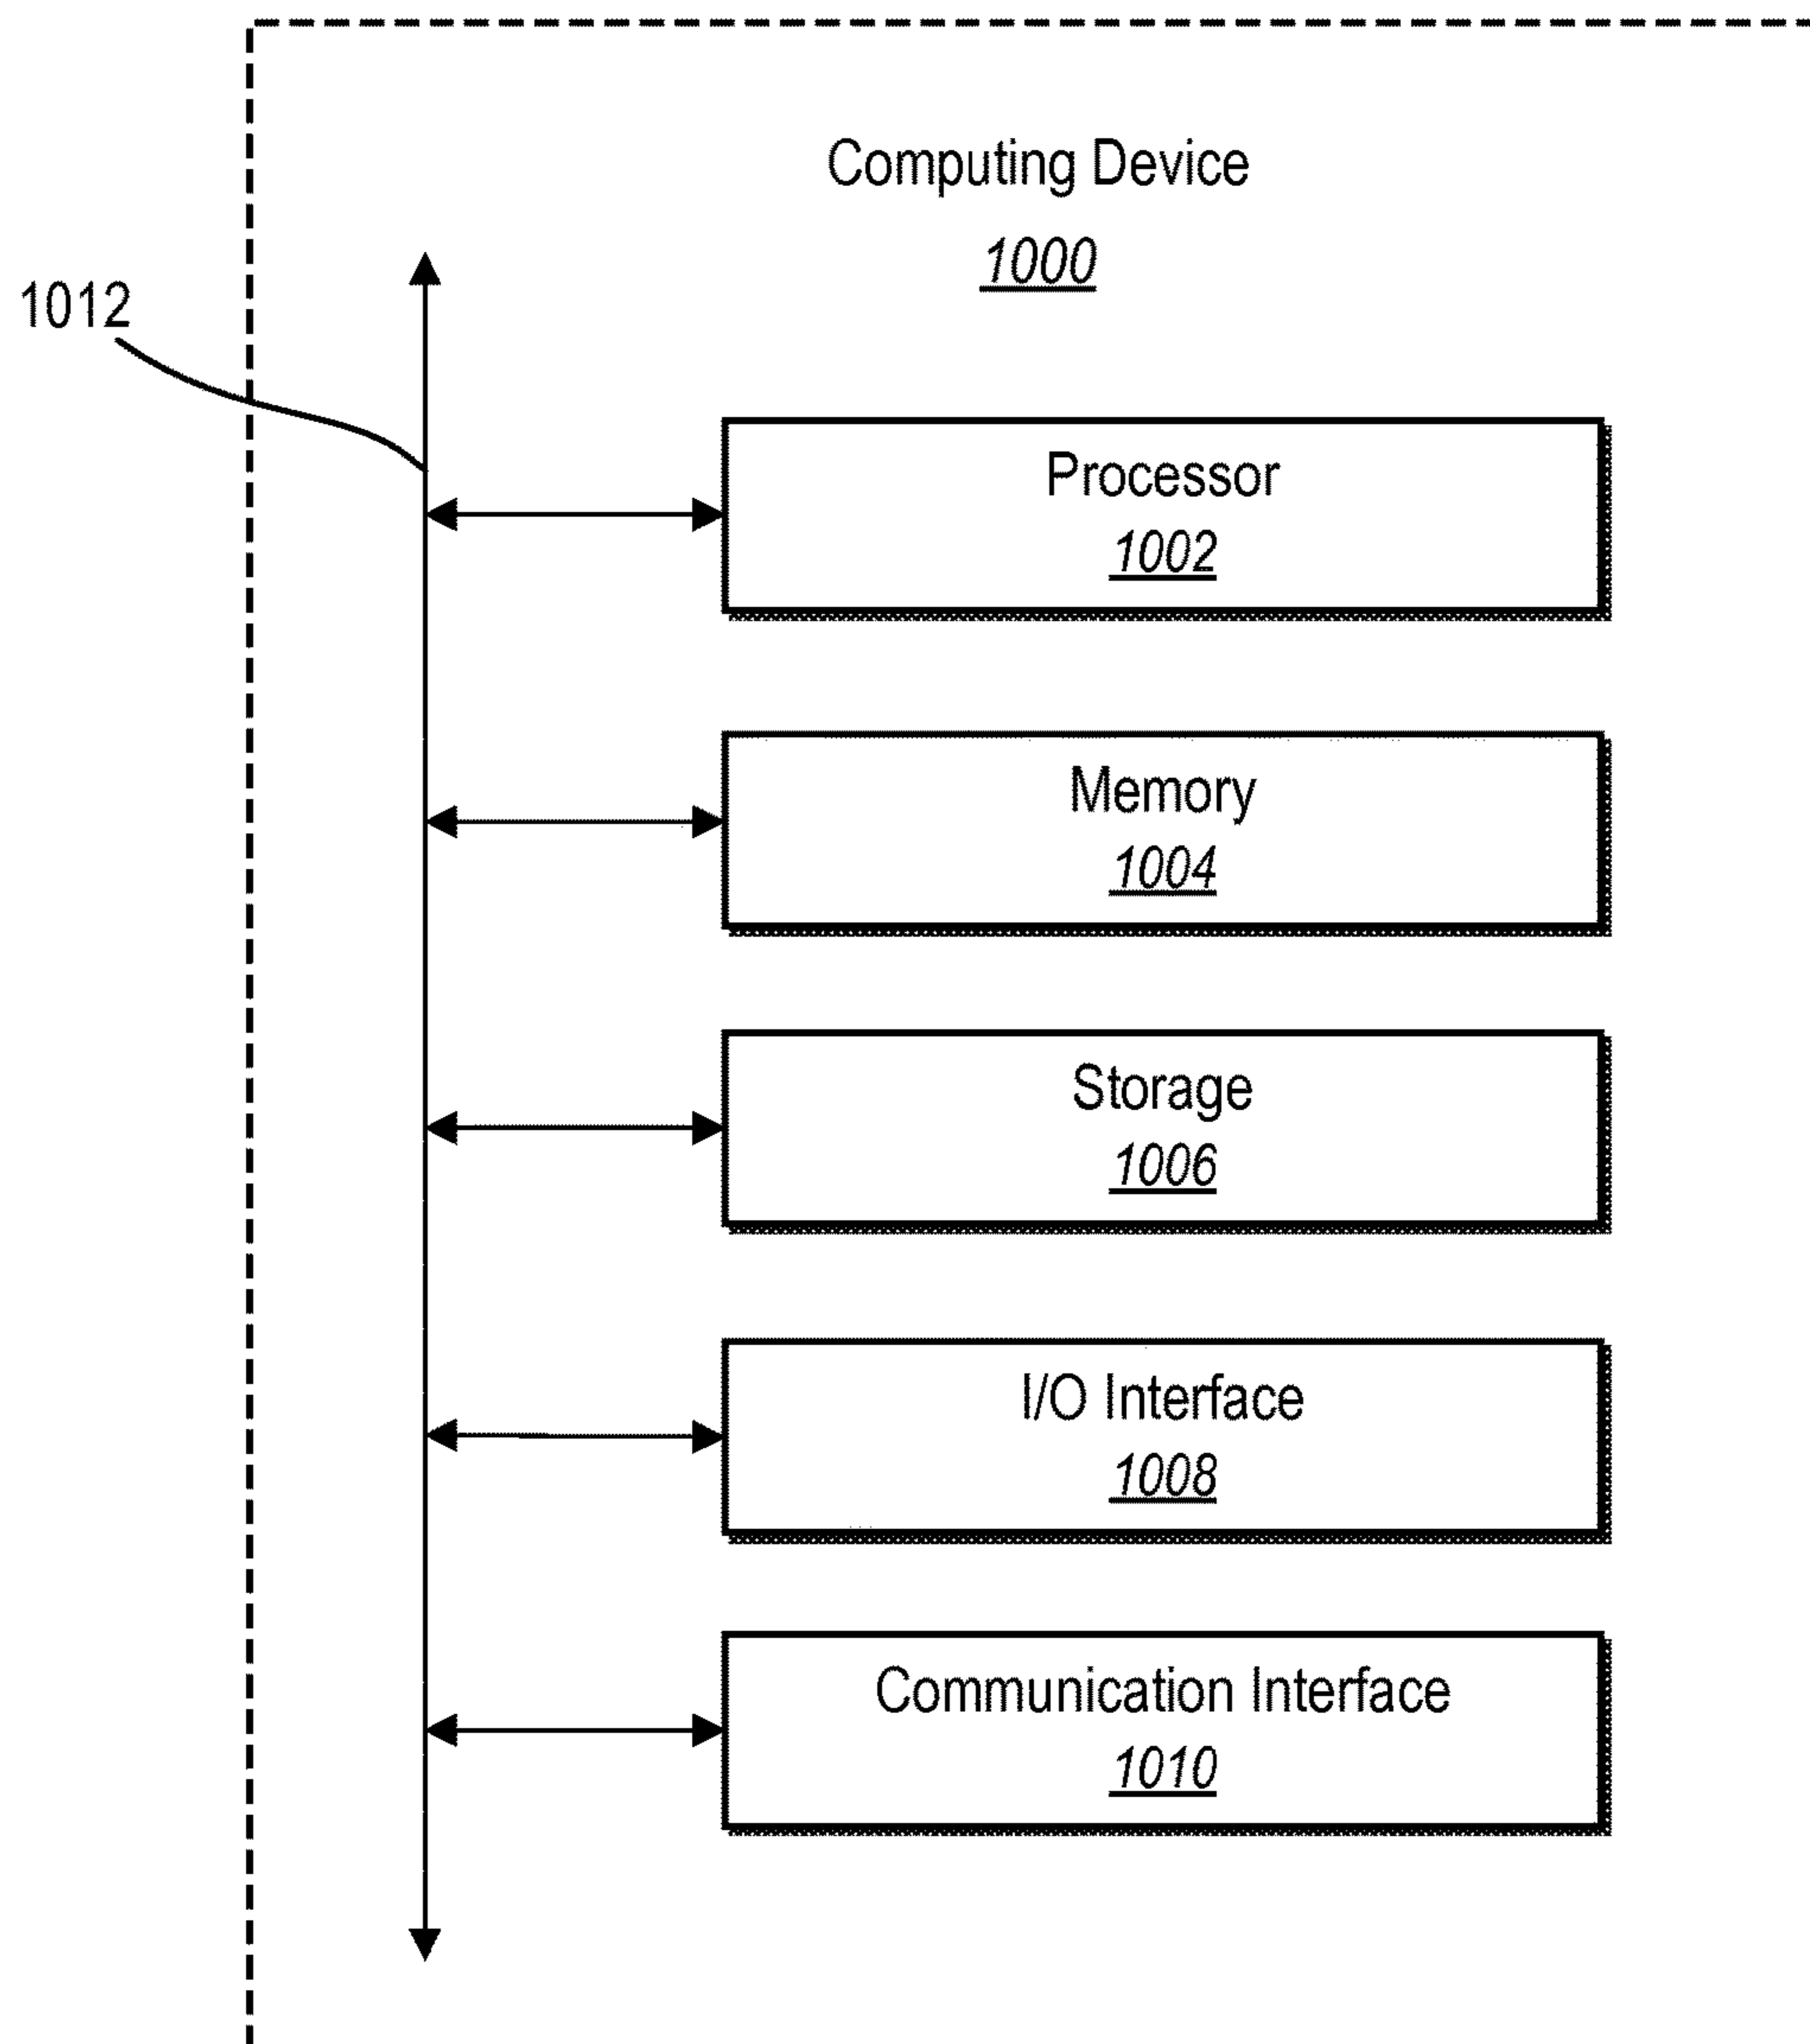 Computing Device
1000
1012
Processor
1002
Memory
1004
Storage
1006
I/O Interface
1008
Communication Interface
1010